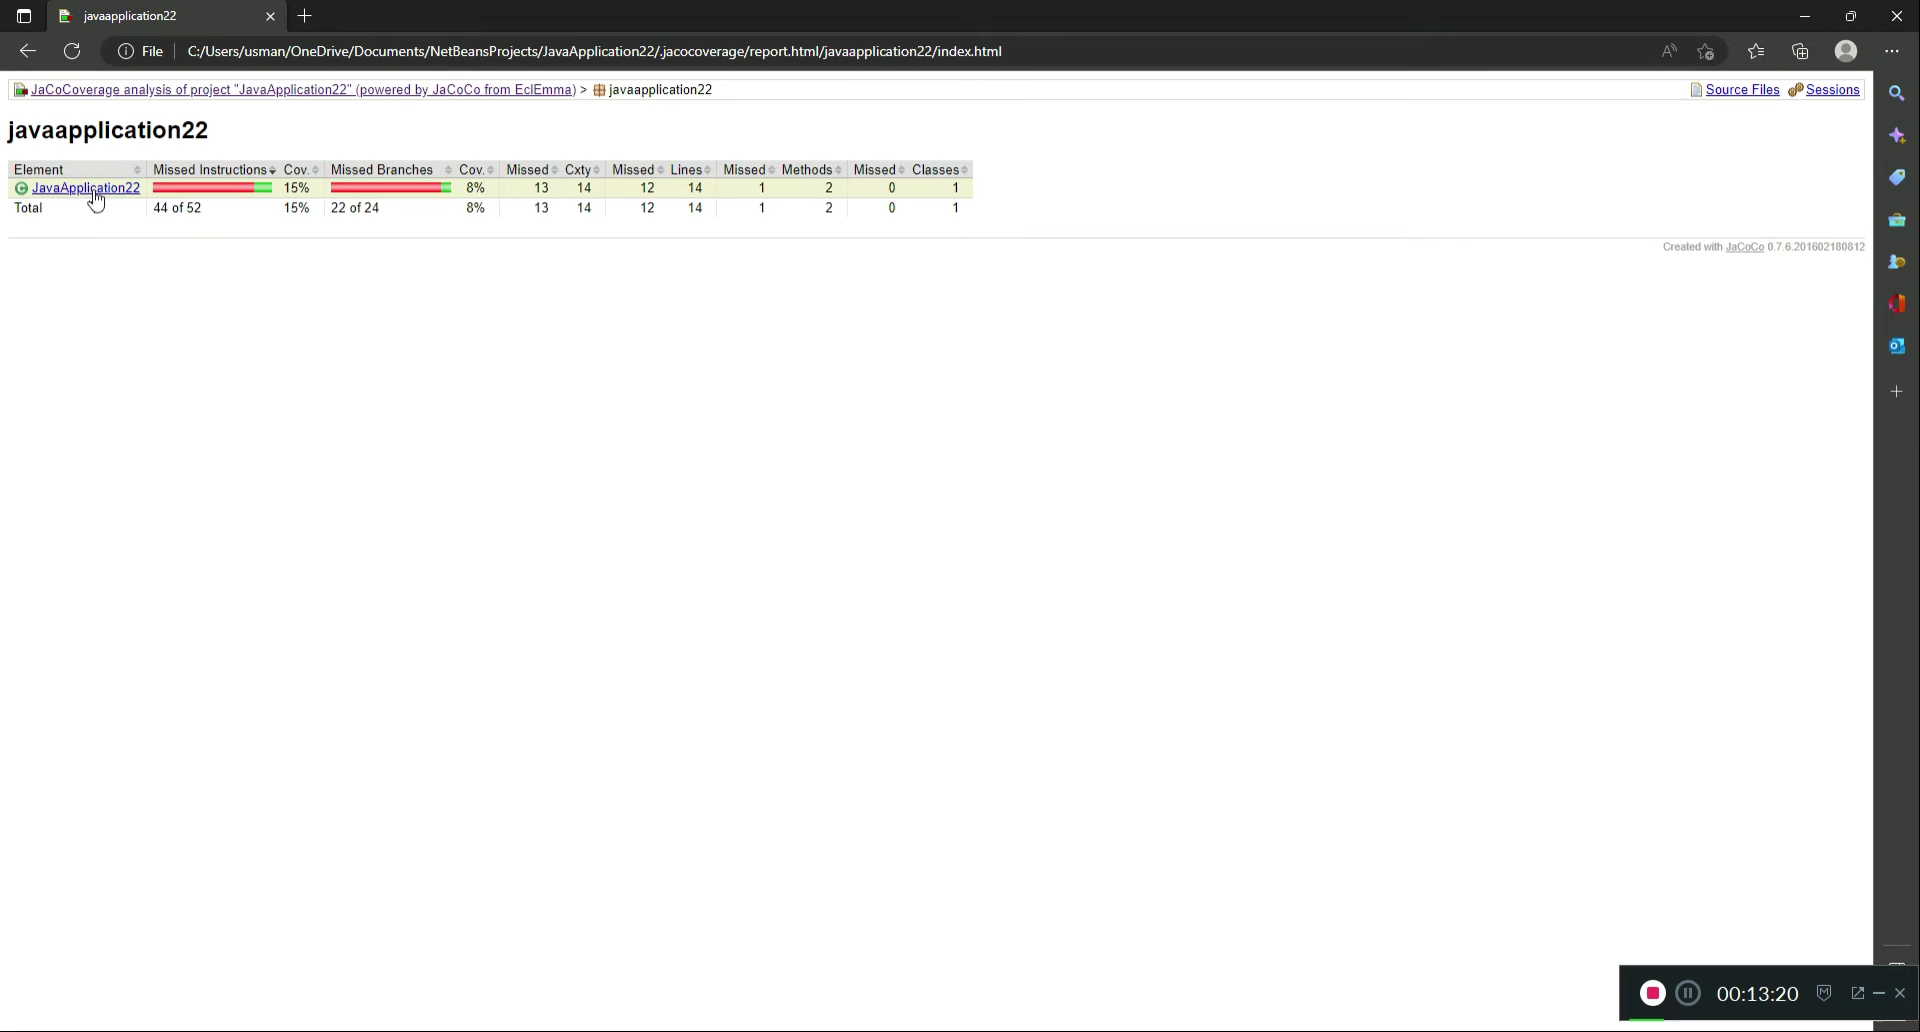 javaapplication22
File C:/Users/usman/OneDrive/Documents/NetBeansProjects/JavaApplication22/.jacocoverage/report.html/javaapplication22/index.html
JaCoCoverage analysis of project "JavaApplication22" (powered by JaCoCo from EclEmma) > javaapplication22 Source Files Sessions
javaapplication22
Element Missed Instructions Cov. Missed Branches Cov. Missed Cxty Missed Lines Missed Methods Missed Classes
JavaApplication22 15% 8% 13 14 12 14 1 2 0 1
Total 44 of 52 15% 22 of 24 8% 13 14 12 14 1 2 0 1
Created with JaCoCo 0.7.6.201602180812
00:13:20